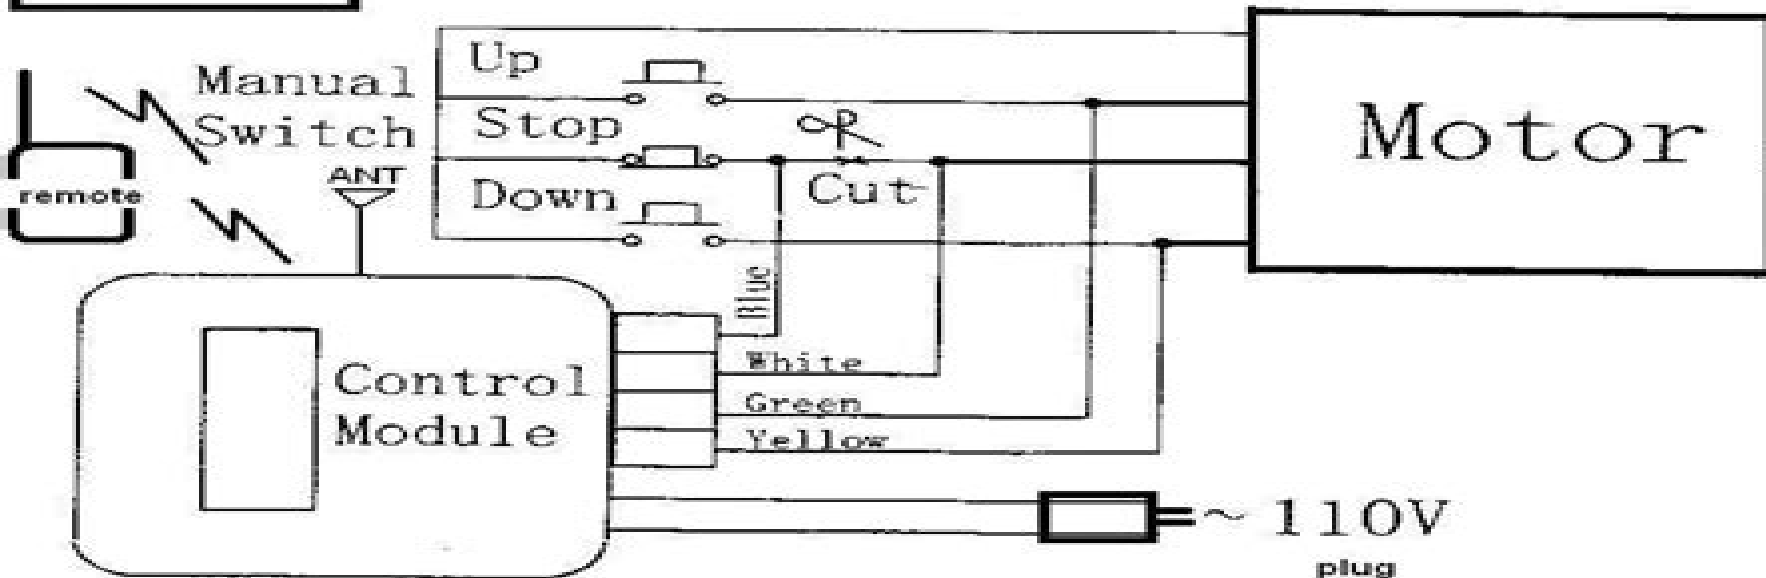 Up
Manual
Switch
Stop
ANT
remote
Down
Cut
Motor
Blue
White
Green
Yellow
Control
Module
~110V
plug